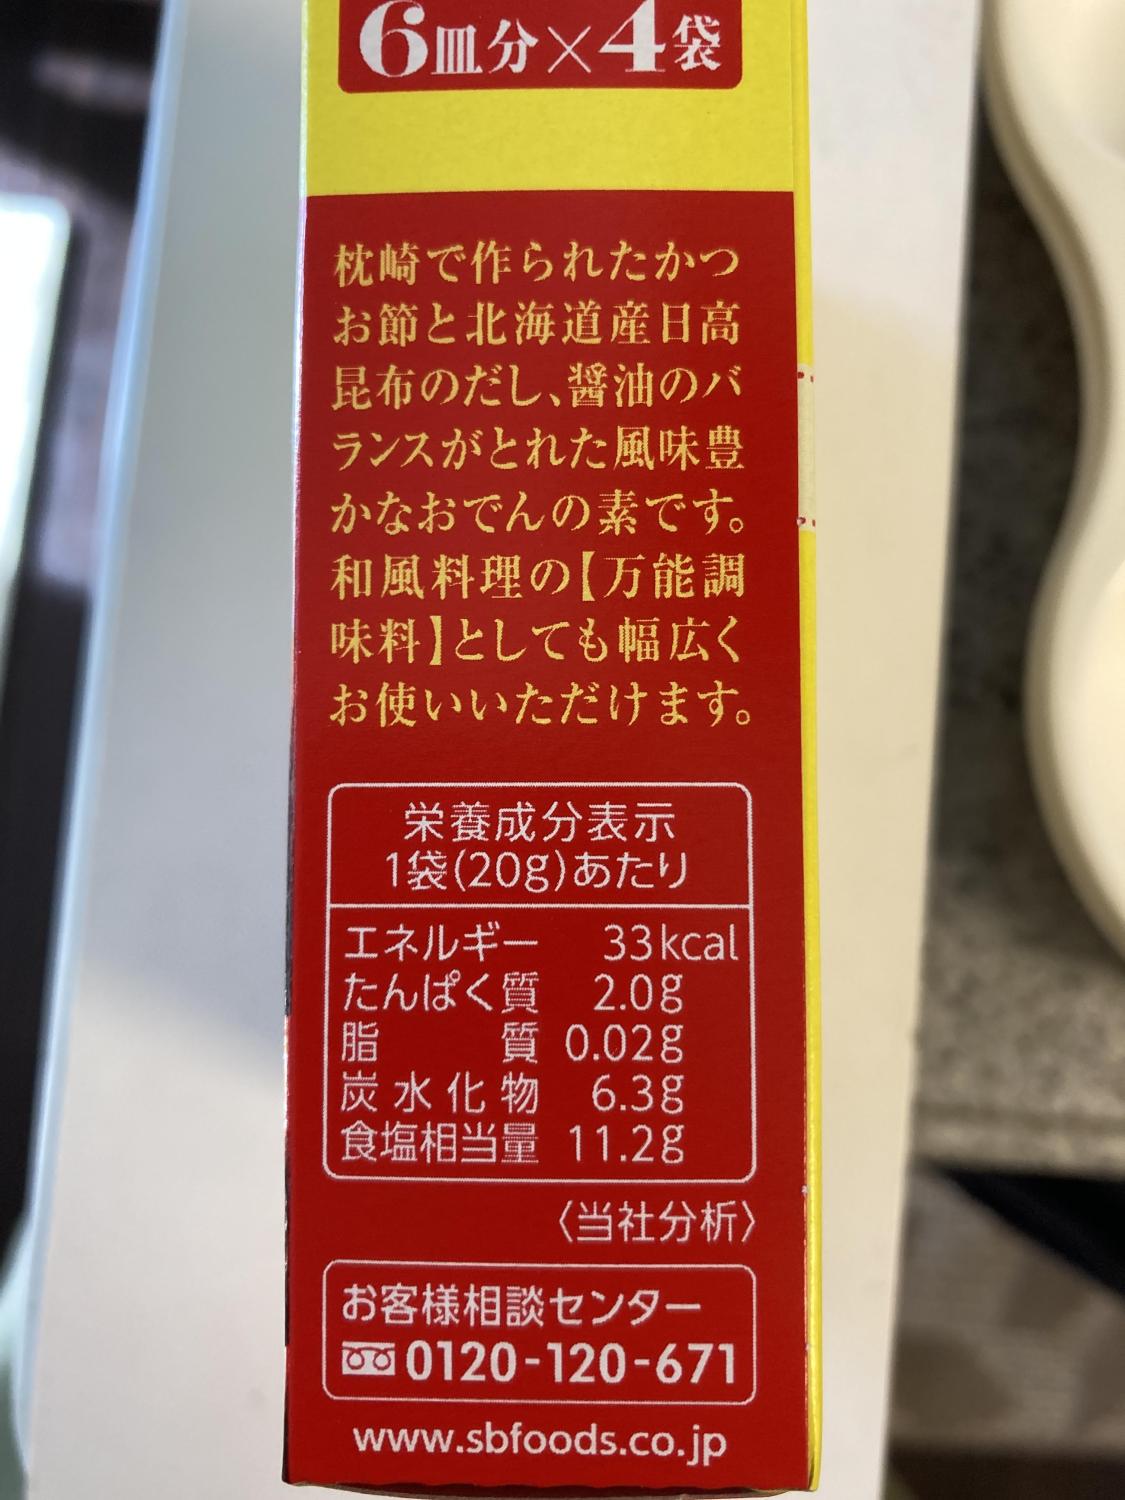 6皿分×4袋
枕崎で作られたかつ
お節と北海道産日高
昆布のだし、醤油のバ
ランスがとれた風味豊
かなおでんの素です。
和風料理の【万能調
味料】としても幅広く
お使いいただけます。
栄養成分表示
1袋(20g)あたり
エネルギー 33kcal
たんぱく質 2.0g
脂質 0.02g
炭水化物 6.3g
食塩相当量 11.2g
〈当社分析〉
お客様相談センター
0120-120-671
www.sbfoods.co.jp